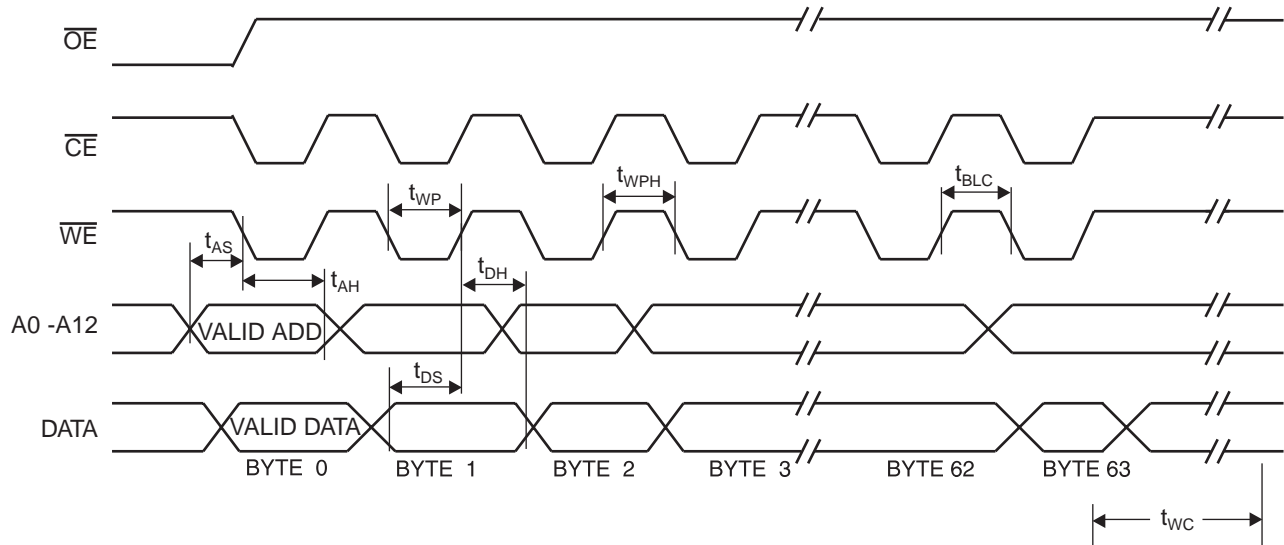 OE
CE
tWP
tWPH
tBLC
WE
tAS
tAH
tDH
A0 -A12
VALID ADD
tDS
DATA
VALID DATA
BYTE 0
BYTE 1
BYTE 2
BYTE 3
BYTE 62
BYTE 63
tWC